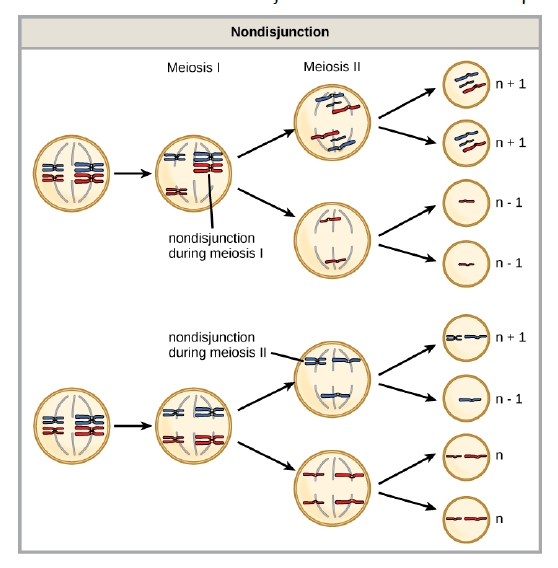 Nondisjunction
Meiosis I
Meiosis II
n + 1
n + 1
n - 1
n - 1
nondisjunction
during meiosis I
nondisjunction
during meiosis II
n + 1
n - 1
n
n